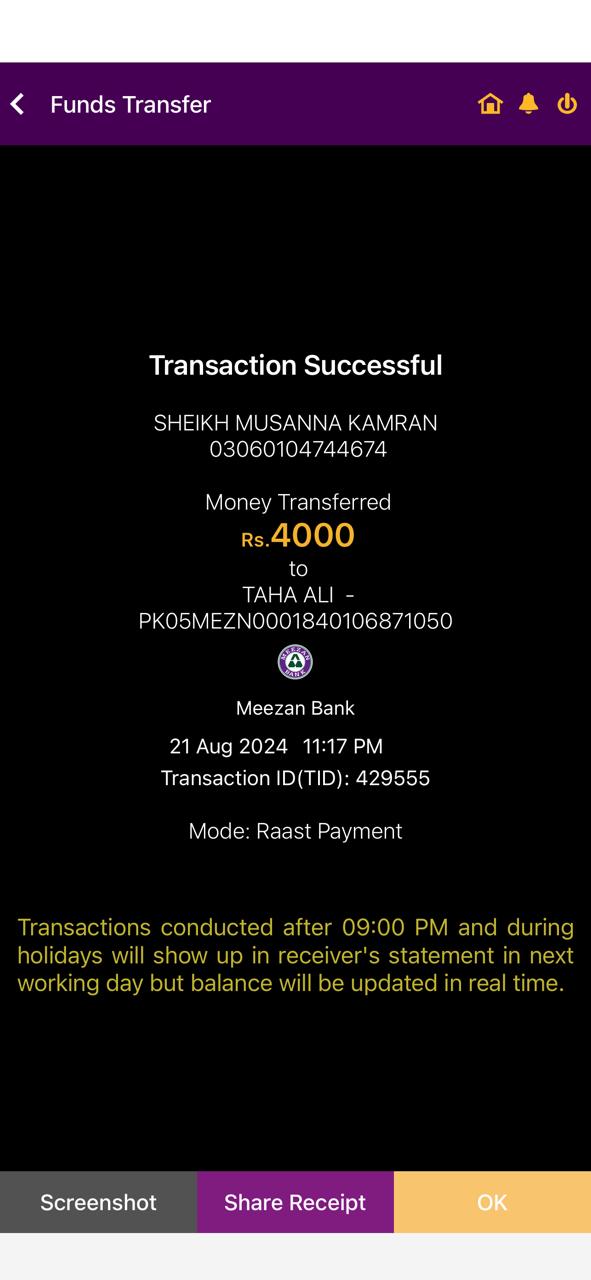 Funds Transfer
Transaction Successful
SHEIKH MUSANNA KAMRAN
03060104744674
Money Transferred
Rs.4000
to
TAHA ALI -
PK05MEZN0001840106871050
MEEZAN
BANK
Meezan Bank
21 Aug 2024 11:17 PM
Transaction ID(TID): 429555
Mode: Raast Payment
Transactions conducted after 09:00 PM and during
holidays will show up in receiver's statement in next
working day but balance will be updated in real time.
Screenshot
Share Receipt
OK